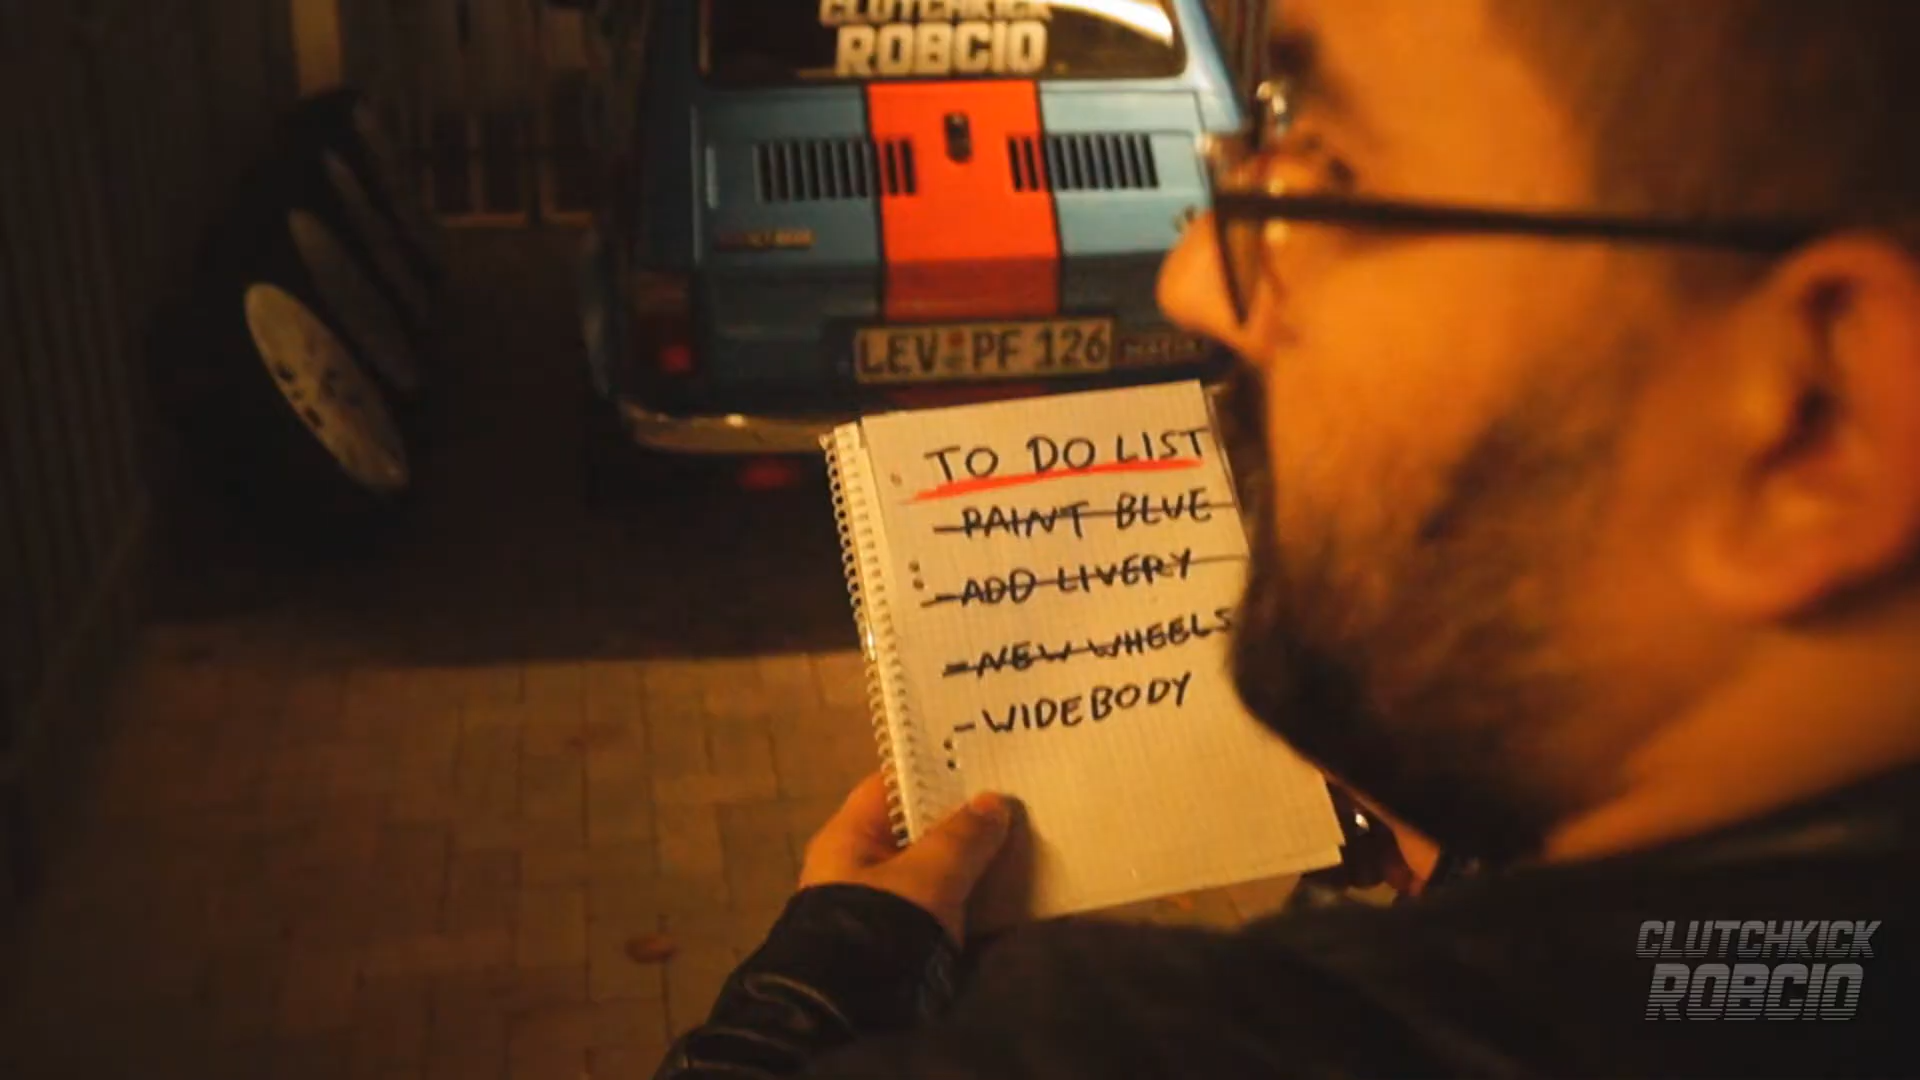 CLUTCHKICK
ROBCIO
LEV PF 126
TO DO LIST
- PAINT BLUE
- ADD LIVERY
- NEW WHEELS
- WIDEBODY
CLUTCHKICK
ROBCIO